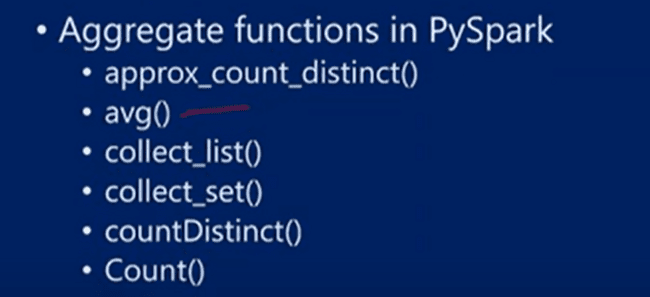 • Aggregate functions in PySpark
• approx_count_distinct()
• avg()
• collect_list()
• collect_set()
• countDistinct()
• Count()